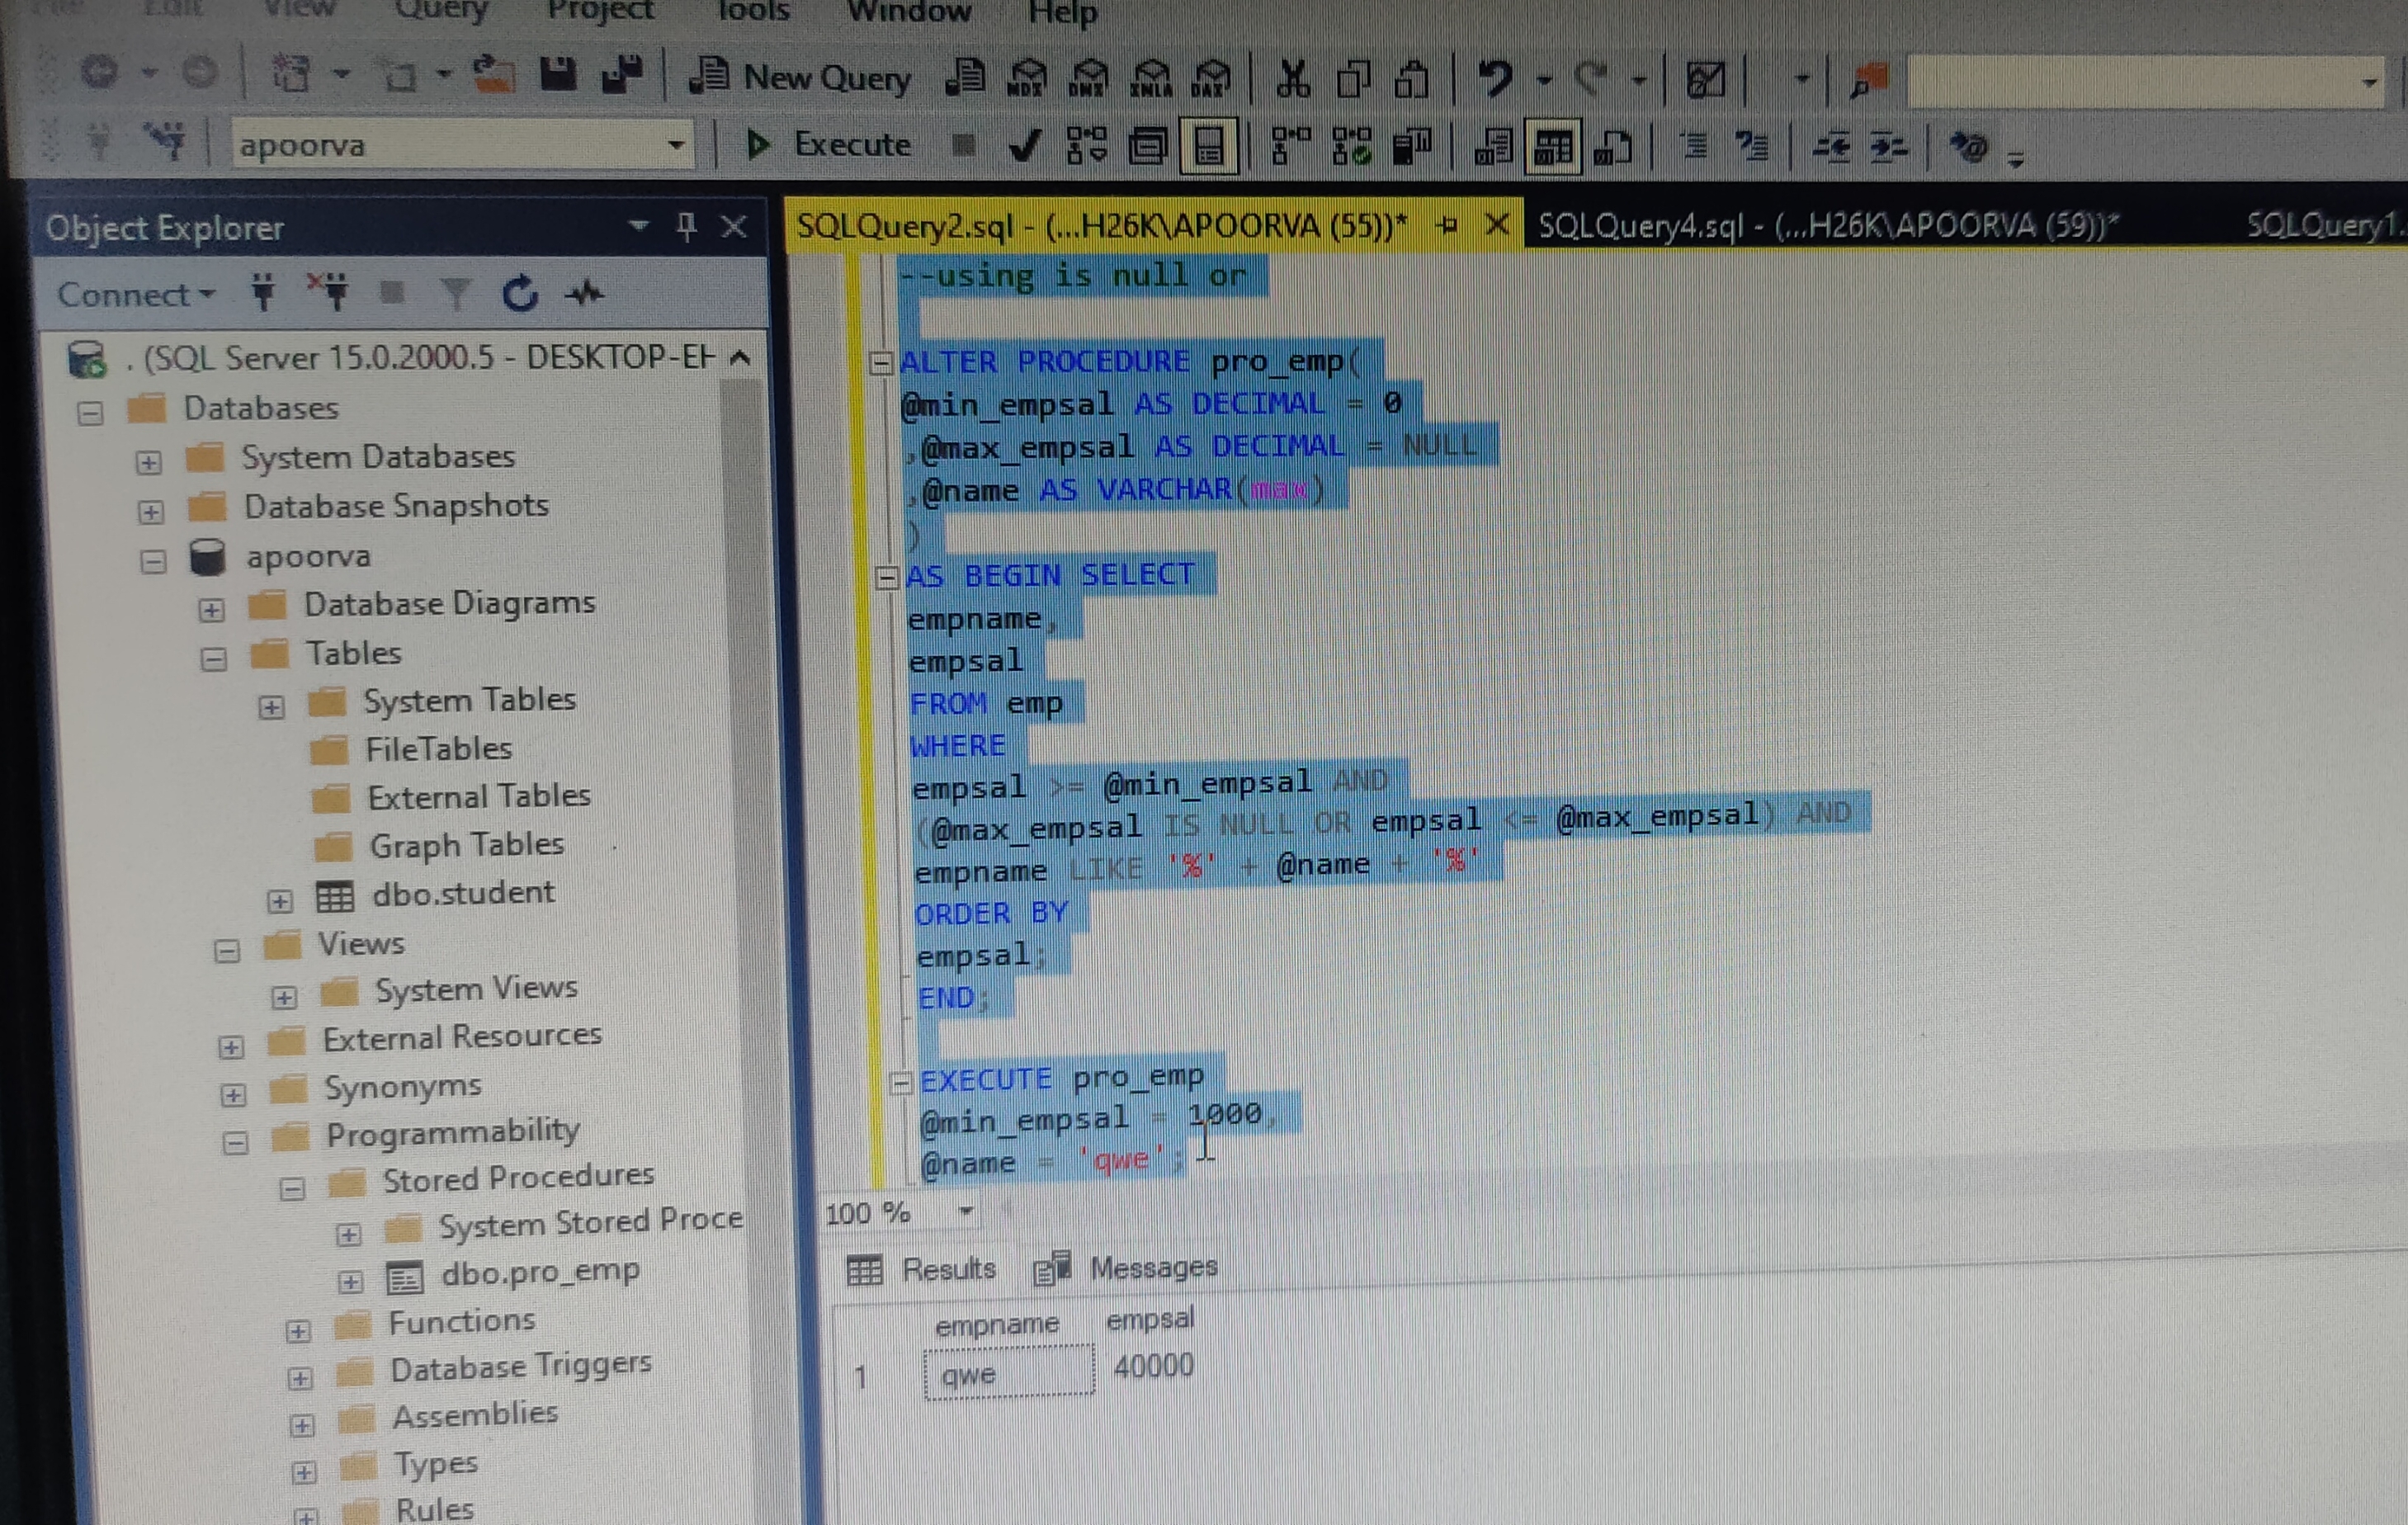 File Edit View Query Project Tools Window Help
New Query MDX DMX XMLA DAX
apoorva Execute
Object Explorer
SQLQuery2.sql - (...H26K\APOORVA (55))*
SQLQuery4.sql - (...H26K\APOORVA (59))*
SQLQuery1.
Connect
. (SQL Server 15.0.2000.5 - DESKTOP-EH
Databases
System Databases
Database Snapshots
apoorva
Database Diagrams
Tables
System Tables
FileTables
External Tables
Graph Tables
dbo.student
Views
System Views
External Resources
Synonyms
Programmability
Stored Procedures
System Stored Proce
dbo.pro_emp
Functions
Database Triggers
Assemblies
Types
Rules
--using is null or
ALTER PROCEDURE pro_emp(
@min_empsal AS DECIMAL = 0
,@max_empsal AS DECIMAL = NULL
,@name AS VARCHAR(max)
)
AS BEGIN SELECT
empname,
empsal
FROM emp
WHERE
empsal >= @min_empsal AND
(@max_empsal IS NULL OR empsal <= @max_empsal) AND
empname LIKE '%' + @name + '%'
ORDER BY
empsal;
END;
EXECUTE pro_emp
@min_empsal = 1000,
@name = 'qwe';
100 %
Results Messages
empname empsal
1 qwe 40000